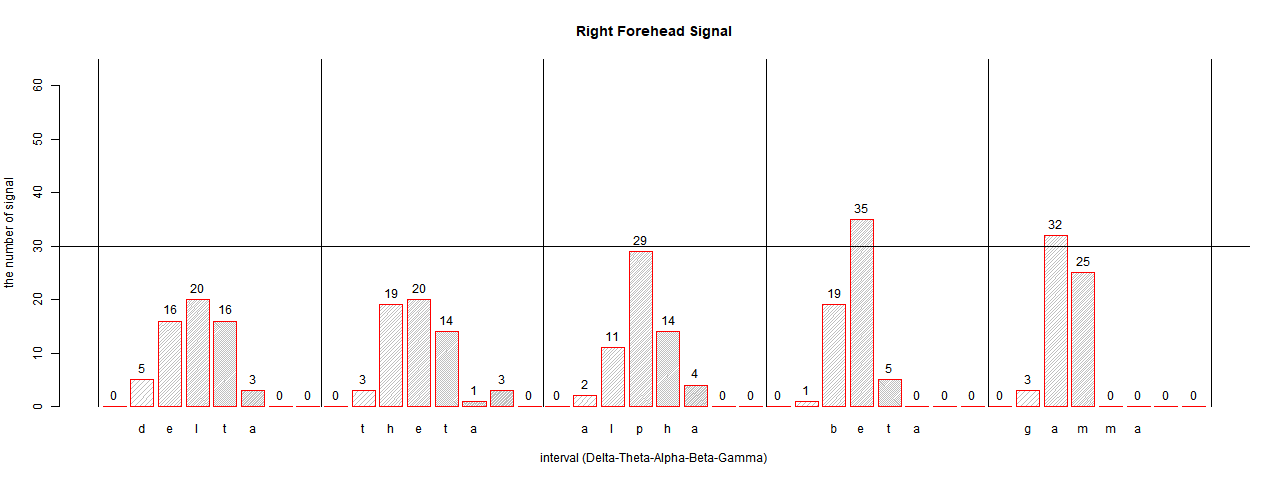 Right Forehead Signal
the number of signal
60
50
40
30
20
10
0
0 5 16 20 16 3 0 0 0 3 19 20 14 1 3 0 0 2 11 29 14 4 0 0 0 1 19 35 5 0 0 0 0 3 32 25 0 0 0 0
d e l t a t h e t a a l p h a b e t a g a m m a
interval (Delta-Theta-Alpha-Beta-Gamma)